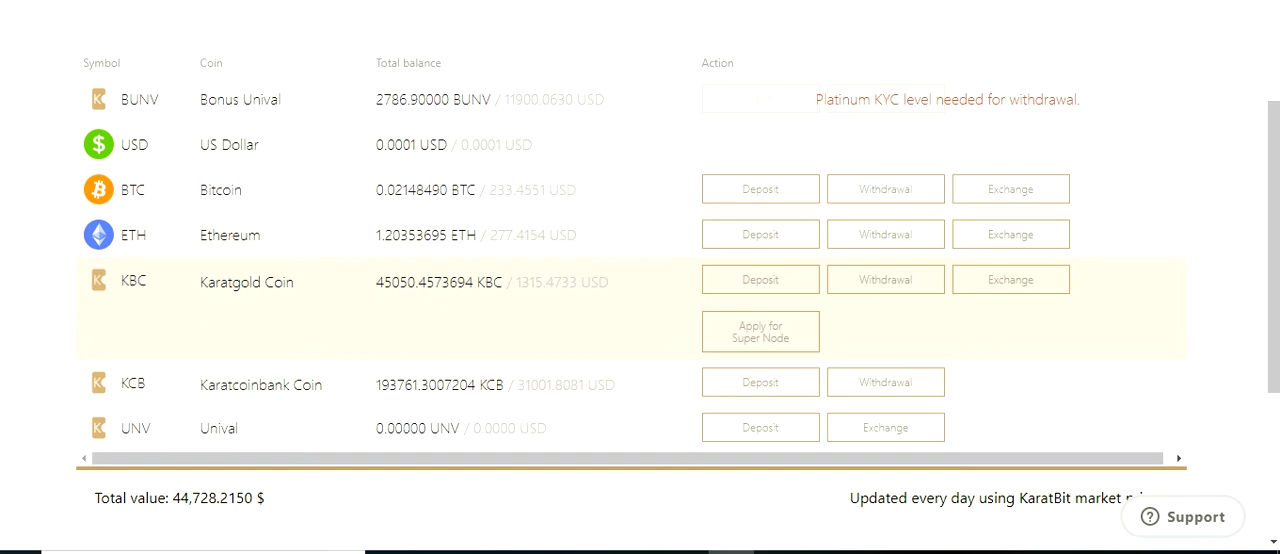 Symbol Coin Total balance Action
BUNV Bonus Unival 2786.90000 BUNV / 11900.0630 USD Platinum KYC level needed for withdrawal.
$ USD US Dollar 0.0001 USD / 0.0001 USD
BTC Bitcoin 0.02148490 BTC / 233.4551 USD Deposit Withdrawal Exchange
ETH Ethereum 1.20353695 ETH / 277.4154 USD Deposit Withdrawal Exchange
KBC Karatgold Coin 45050.4573694 KBC / 1315.4733 USD Deposit Withdrawal Exchange
Apply for
Super Node
KCB Karatcoinbank Coin 193761.3007204 KCB / 31001.8081 USD Deposit Withdrawal
UNV Unival 0.00000 UNV / 0.0000 USD Deposit Exchange
Total value: 44,728.2150 $ Updated every day using KaratBit market
Support